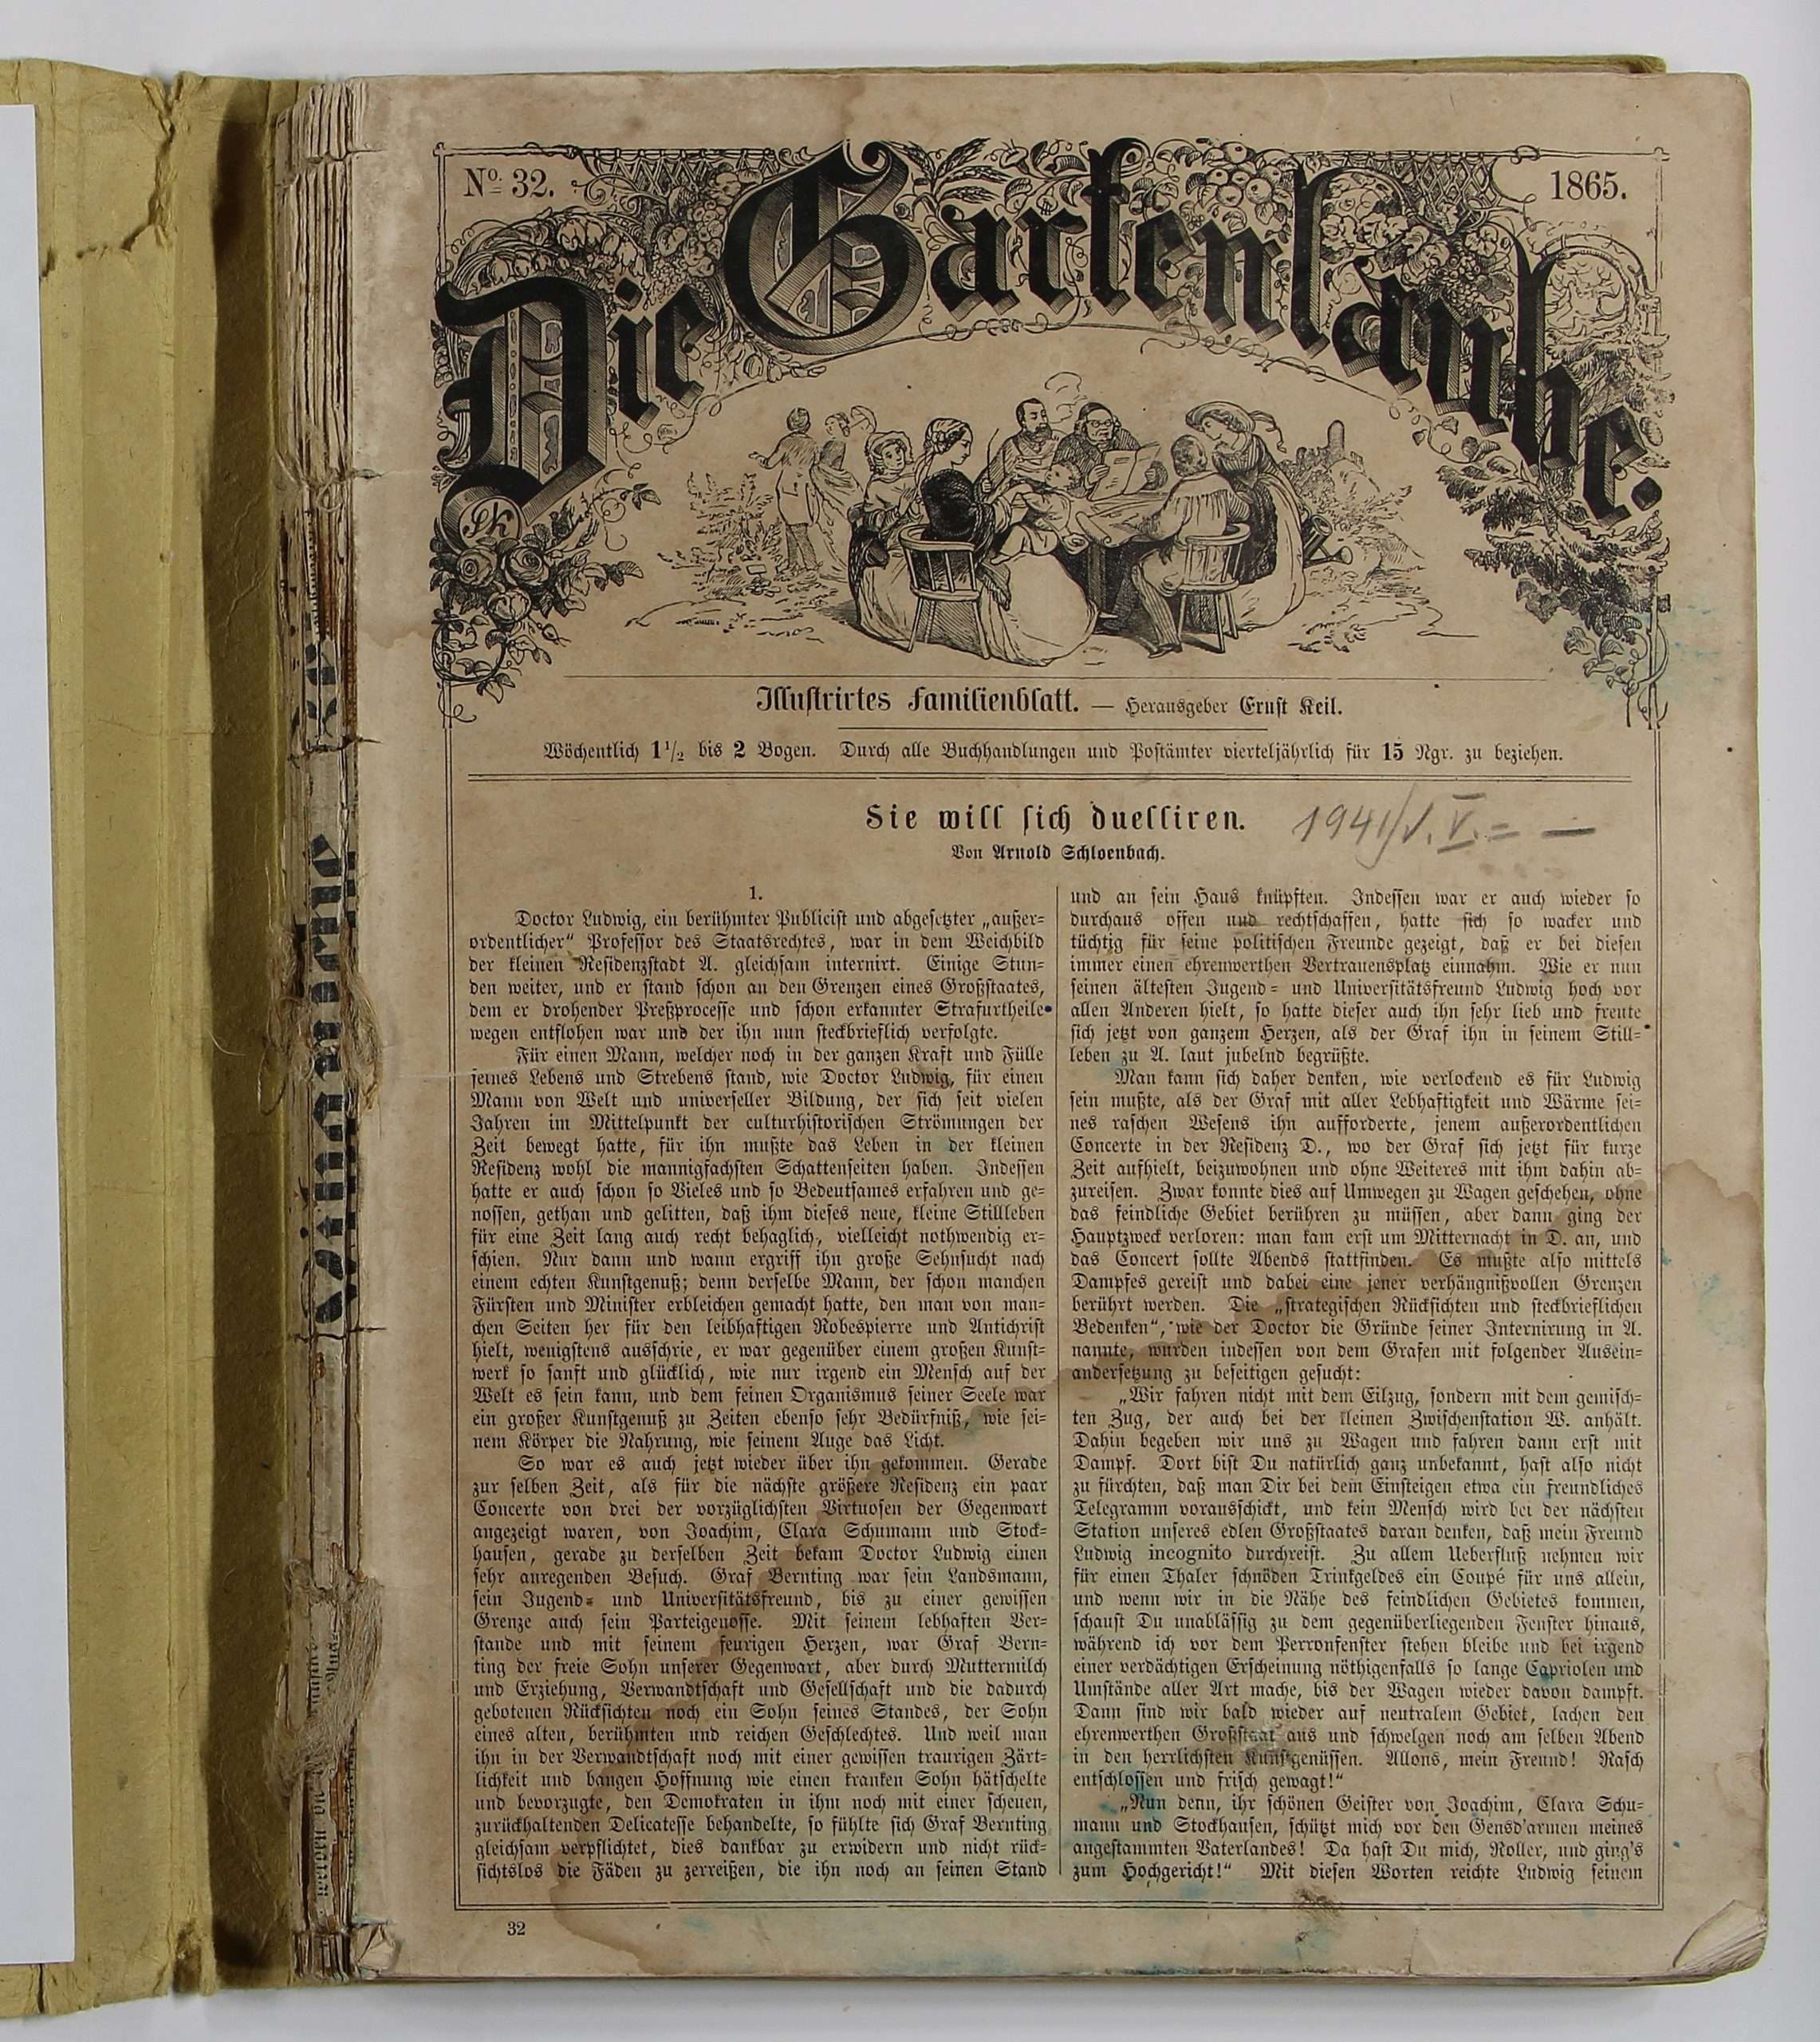 No. 32.
1865.
Die Gartenlaube.
SK
Illustrirtes Familienblatt. — Herausgeber Ernst Keil.
Wöchentlich 1 1/2 bis 2 Bogen. Durch alle Buchhandlungen und Postämter vierteljährlich für 15 Ngr. zu beziehen.
Sie will sich duelliren.
1941/
Von Arnold Schloenbach.
1.
Doctor Ludwig, ein berühmter Publicist und abgesetzter „außer-
ordentlicher“ Professor des Staatsrechtes, war in dem Weichbild
der kleinen Residenzstadt A. gleichsam internirt. Einige Stun-
den weiter, und er stand schon an den Grenzen eines Großstaates,
dem er drohender Preßprocesse und schon erkannter Strafurtheile
wegen entflohen war und der ihn nun steckbrieflich verfolgte.
Für einen Mann, welcher noch in der ganzen Kraft und Fülle
seines Lebens und Strebens stand, wie Doctor Ludwig, für einen
Mann von Welt und universeller Bildung, der sich seit vielen
Jahren im Mittelpunkt der culturhistorischen Strömungen der
Zeit bewegt hatte, für ihn mußte das Leben in der kleinen
Residenz wohl die mannigfachsten Schattenseiten haben. Indessen
hatte er auch schon so Vieles und so Bedeutsames erfahren und ge-
nossen, gethan und gelitten, daß ihm dieses neue, kleine Stillleben
für eine Zeit lang auch recht behaglich, vielleicht nothwendig er-
schien. Nur dann und wann ergriff ihn große Sehnsucht nach
einem echten Kunstgenuß; denn derselbe Mann, der schon manchen
Fürsten und Minister erbleichen gemacht hatte, den man von man-
chen Seiten her für den leibhaftigen Robespierre und Antichrist
hielt, wenigstens ausschrie, er war gegenüber einem großen Kunst-
werk so sanft und glücklich, wie nur irgend ein Mensch auf der
Welt es sein kann, und dem feinen Organismus seiner Seele war
ein großer Kunstgenuß zu Zeiten ebenso sehr Bedürfniß, wie sei-
nem Körper die Nahrung, wie seinem Auge das Licht.
So war es auch jetzt wieder über ihn gekommen. Gerade
zur selben Zeit, als für die nächste größere Residenz ein paar
Concerte von drei der vorzüglichsten Virtuosen der Gegenwart
angezeigt waren, von Joachim, Clara Schumann und Stock-
hausen, gerade zu derselben Zeit bekam Doctor Ludwig einen
sehr anregenden Besuch. Graf Bernting war sein Landsmann,
sein Jugend- und Universitätsfreund, bis zu einer gewissen
Grenze auch sein Parteigenosse. Mit seinem lebhaften Ver-
stande und mit seinem feurigen Herzen, war Graf Bern-
ting der freie Sohn unserer Gegenwart, aber durch Muttermilch
und Erziehung, Verwandtschaft und Gesellschaft und die dadurch
gebotenen Rücksichten noch ein Sohn seines Standes, der Sohn
eines alten, berühmten und reichen Geschlechtes. Und weil man
ihn in der Verwandtschaft noch mit einer gewissen traurigen Zärt-
lichkeit und bangen Hoffnung wie einen kranken Sohn hätschelte
und bevorzugte, den Demokraten in ihm noch mit einer scheuen,
zurückhaltenden Delicatesse behandelte, so fühlte sich Graf Bernting
gleichsam verpflichtet, dies dankbar zu erwidern und nicht rück-
sichtslos die Fäden zu zerreißen, die ihn noch an seinen Stand
und an sein Haus knüpften. Indessen war er auch wieder so
durchaus offen und rechtschaffen, hatte sich so wacker und
tüchtig für seine politischen Freunde gezeigt, daß er bei diesen
immer einen ehrenwerthen Vertrauensplatz einnahm. Wie er nun
seinen ältesten Jugend- und Universitätsfreund Ludwig hoch vor
allen Anderen hielt, so hatte dieser auch ihn sehr lieb und freute
sich jetzt von ganzem Herzen, als der Graf ihn in seinem Still-
leben zu A. laut jubelnd begrüßte.
Man kann sich daher denken, wie verlockend es für Ludwig
sein mußte, als der Graf mit aller Lebhaftigkeit und Wärme sei-
nes raschen Wesens ihn aufforderte, jenem außerordentlichen
Concerte in der Residenz D., wo der Graf sich jetzt für kurze
Zeit aufhielt, beizuwohnen und ohne Weiteres mit ihm dahin ab-
zureisen. Zwar konnte dies auf Umwegen zu Wagen geschehen, ohne
das feindliche Gebiet berühren zu müssen, aber dann ging der
Hauptzweck verloren: man kam erst um Mitternacht in D. an, und
das Concert sollte Abends stattfinden. Es mußte also mittels
Dampfes gereist und dabei eine jener verhängnißvollen Grenzen
berührt werden. Die „strategischen Rücksichten und steckbrieflichen
Bedenken“, wie der Doctor die Gründe seiner Internirung in A.
nannte, wurden indessen von dem Grafen mit folgender Ausein-
andersetzung zu beseitigen gesucht:
„Wir fahren nicht mit dem Eilzug, sondern mit dem gemisch-
ten Zug, der auch bei der kleinen Zwischenstation W. anhält.
Dahin begeben wir uns zu Wagen und fahren dann erst mit
Dampf. Dort bist Du natürlich ganz unbekannt, hast also nicht
zu fürchten, daß man Dir bei dem Einsteigen etwa ein freundliches
Telegramm vorausschickt, und kein Mensch wird bei der nächsten
Station unseres edlen Großstaates daran denken, daß mein Freund
Ludwig incognito durchreist. Zu allem Ueberfluß nehmen wir
für einen Thaler schnöden Trinkgeldes ein Coupé für uns allein,
und wenn wir in die Nähe des feindlichen Gebietes kommen,
schaust Du unablässig zu dem gegenüberliegenden Fenster hinaus,
während ich vor dem Perronfenster stehen bleibe und bei irgend
einer verdächtigen Erscheinung nöthigenfalls so lange Capriolen und
Umstände aller Art mache, bis der Wagen wieder davon dampft.
Dann sind wir bald wieder auf neutralem Gebiet, lachen den
ehrenwerthen Großstaat aus und schwelgen noch am selben Abend
in den herrlichsten Kunstgenüssen. Allons, mein Freund! Rasch
entschlossen und frisch gewagt!“
„Nun denn, ihr schönen Geister von Joachim, Clara Schu-
mann und Stockhausen, schützt mich vor den Gensd'armen meines
angestammten Vaterlandes! Da hast Du mich, Roller, und ging's
zum Hochgericht!“ Mit diesen Worten reichte Ludwig seinem
32